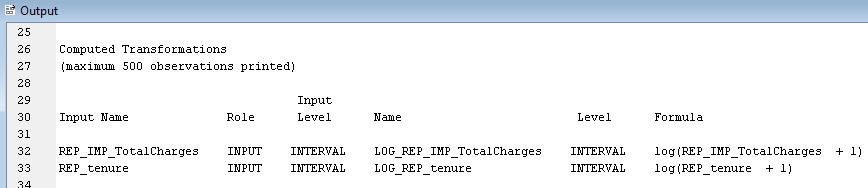 Output
25
26 Computed Transformations
27 (maximum 500 observations printed)
28
29 Input
30 Input Name Role Level Name Level Formula
31
32 REP_IMP_TotalCharges INPUT INTERVAL LOG_REP_IMP_TotalCharges INTERVAL log(REP_IMP_TotalCharges + 1)
33 REP_tenure INPUT INTERVAL LOG_REP_tenure INTERVAL log(REP_tenure + 1)
34